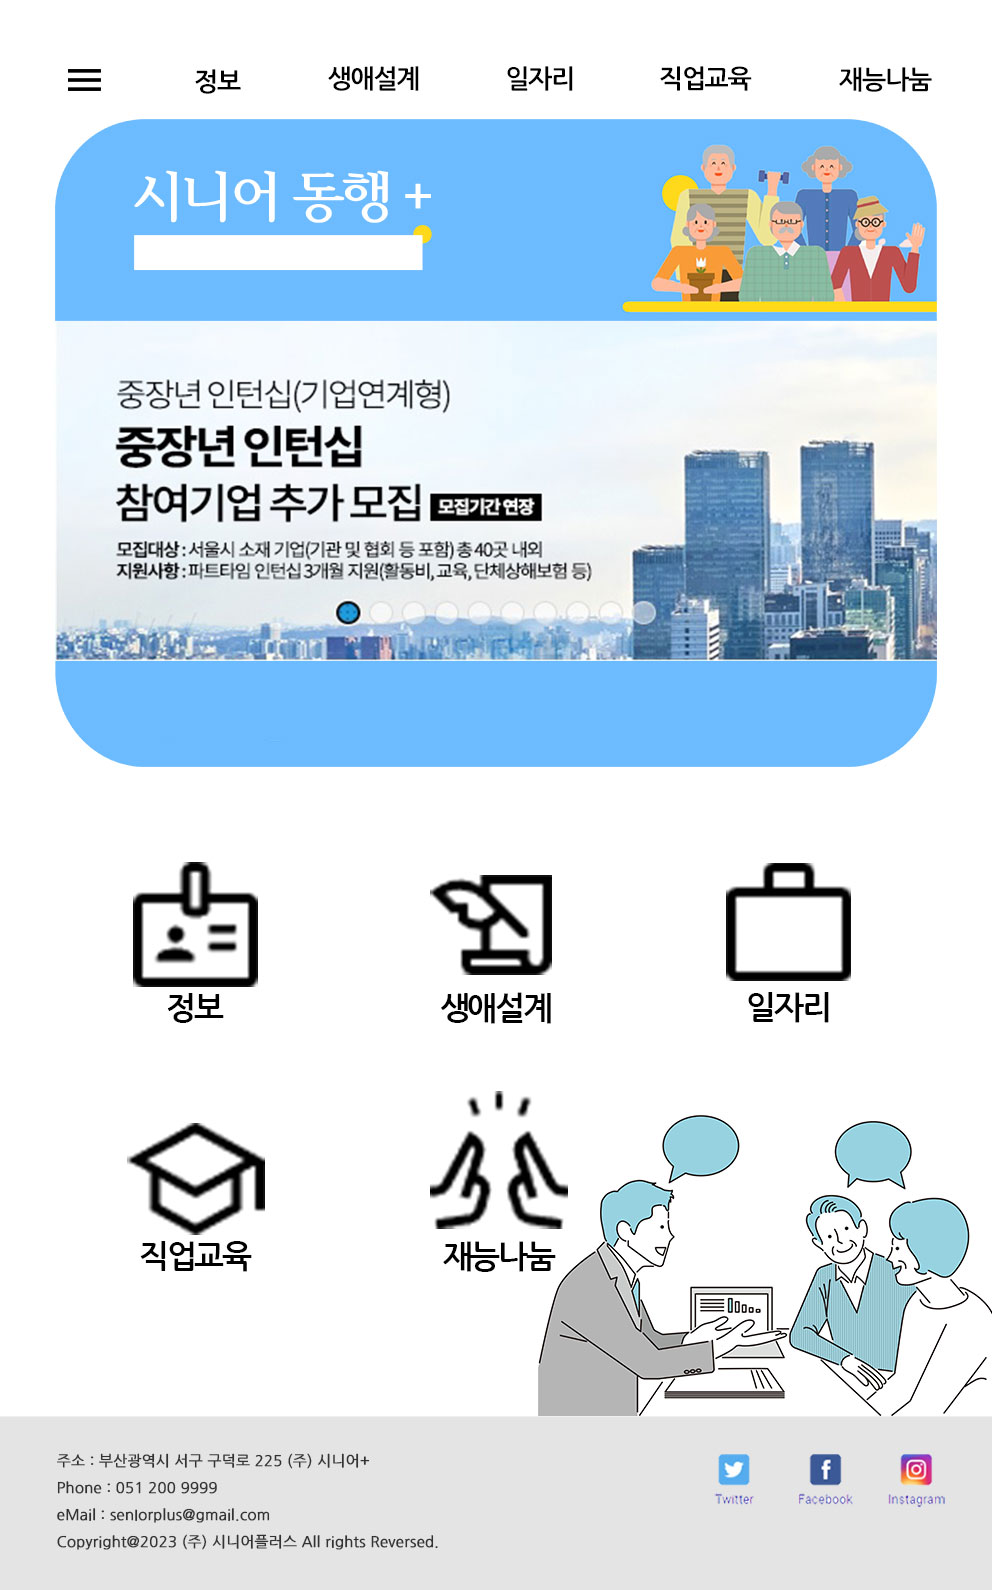 정보
생애설계
일자리
직업교육
재능나눔
시니어 동행 +
중장년 인턴십(기업연계형)
중장년 인턴십
참여기업 추가 모집 모집기간 연장
모집대상 : 서울시 소재 기업(기관 및 협회 등 포함) 총 40곳 내외
지원사항 : 파트타임 인턴십 3개월 지원(활동비, 교육, 단체상해보험 등)
정보
생애설계
일자리
직업교육
재능나눔
주소 : 부산광역시 서구 구덕로 225 (주) 시니어+
Phone : 051 200 9999
eMail : senIorplus@gmail.com
Copyright@2023 (주) 시니어플러스 All rights Reversed.
Twitter
Facebook
Instagram